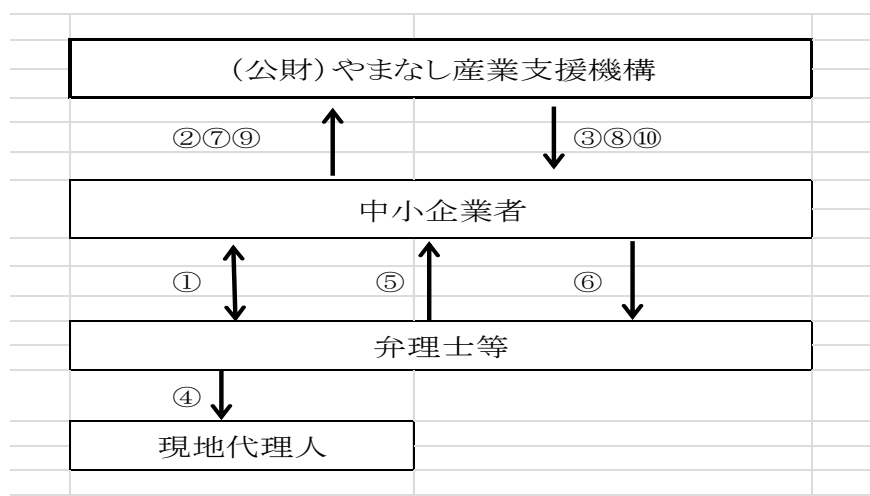 (公財)やまなし産業支援機構
②⑦⑨
③⑧⑩
中小企業者
①
⑤
⑥
弁理士等
④
現地代理人